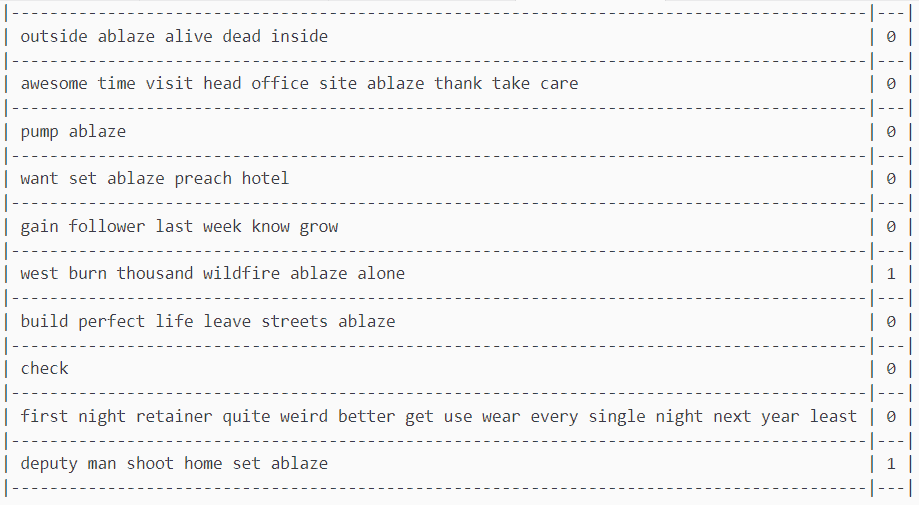 outside ablaze alive dead inside | 0
awesome time visit head office site ablaze thank take care | 0
pump ablaze | 0
want set ablaze preach hotel | 0
gain follower last week know grow | 0
west burn thousand wildfire ablaze alone | 1
build perfect life leave streets ablaze | 0
check | 0
first night retainer quite weird better get use wear every single night next year least | 0
deputy man shoot home set ablaze | 1